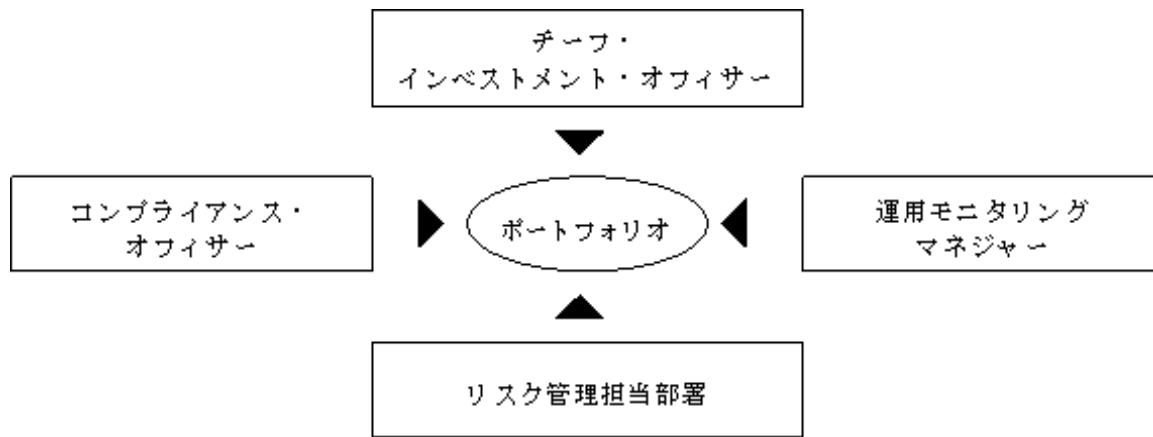 チーフ・
インベストメント・オフィサー
コンプライアンス・
オフィサー
ポートフォリオ
運用モニタリング
マネジャー
リスク管理担当部署